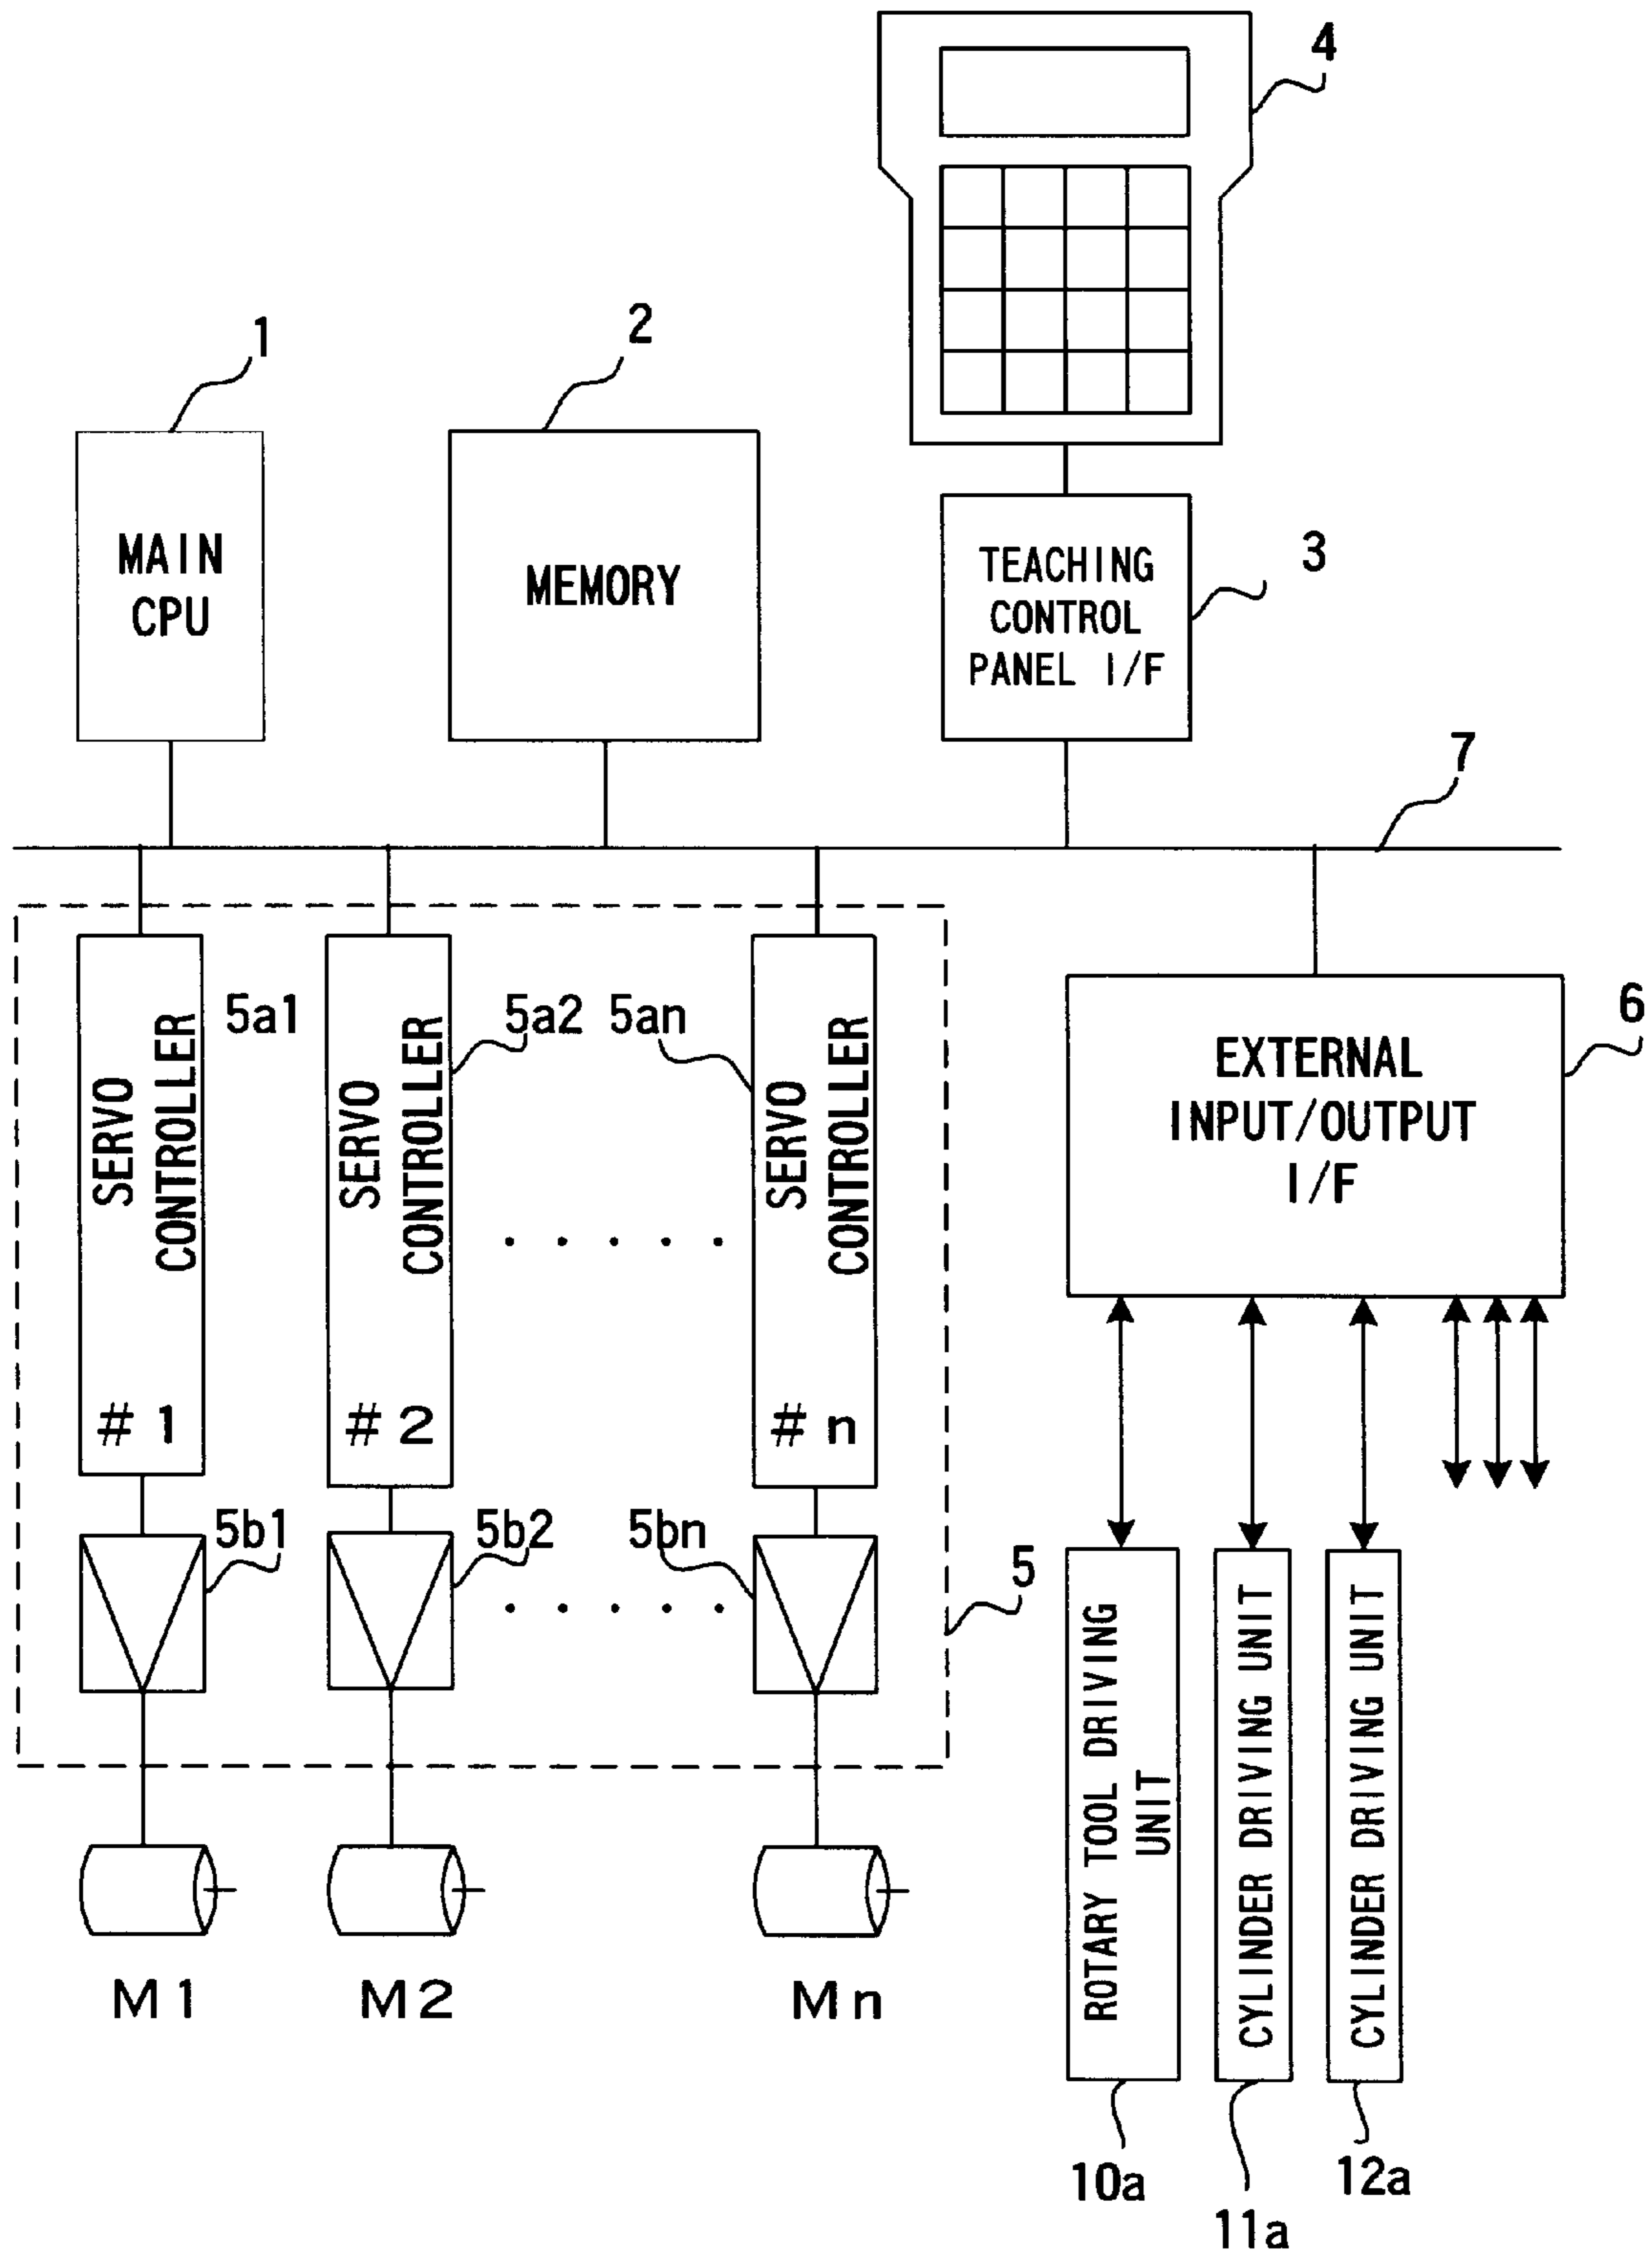 4
1
2
MAIN
CPU
MEMORY
TEACHING
CONTROL
PANEL I/F
3
7
SERVO
CONTROLLER
# 1
5a1
SERVO
CONTROLLER
# 2
5a2
5an
SERVO
CONTROLLER
# n
EXTERNAL
INPUT/OUTPUT
I/F
6
5b1
5b2
5bn
5
M1
M2
Mn
ROTARY TOOL DRIVING
UNIT
CYLINDER DRIVING UNIT
CYLINDER DRIVING UNIT
10a
11a
12a